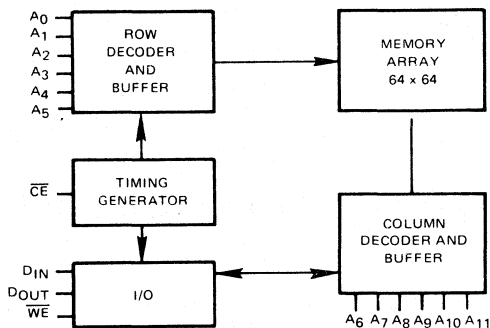 A0
A1
A2
A3
A4
A5
ROW
DECODER
AND
BUFFER
MEMORY
ARRAY
64 x 64
CE
TIMING
GENERATOR
COLUMN
DECODER AND
BUFFER
DIN
DOUT
WE
I/O
A6 A7 A8 A9 A10 A11